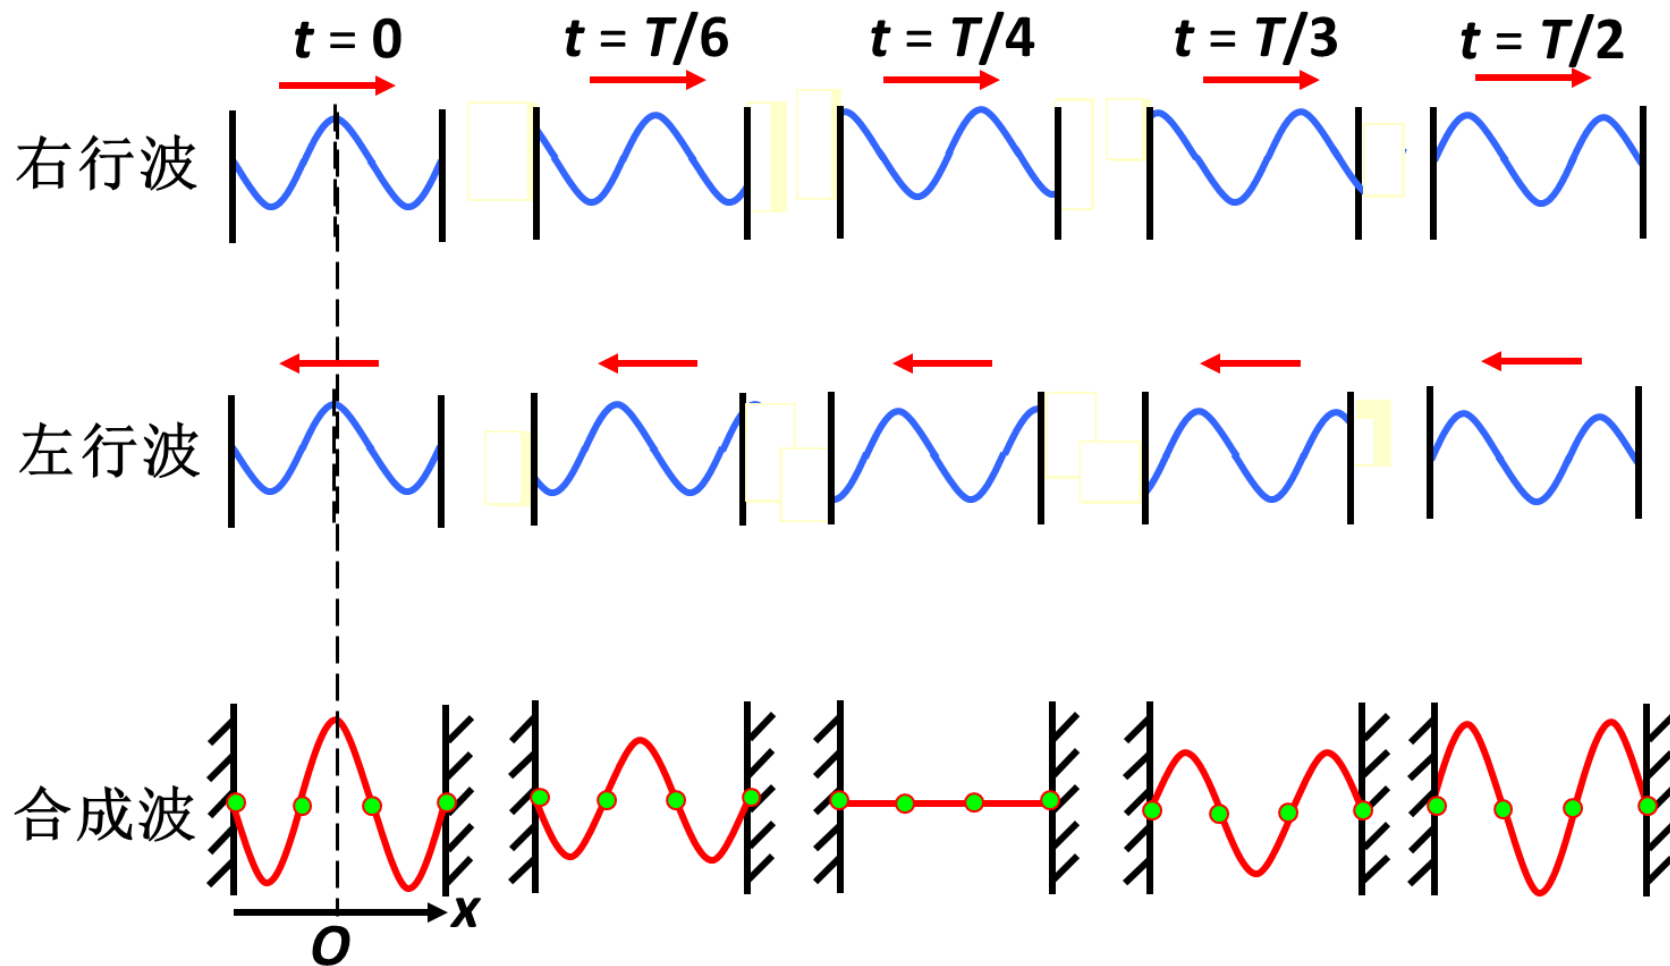 t = 0 t = T/6 t = T/4 t = T/3 t = T/2
右行波
左行波
合成波
x
O